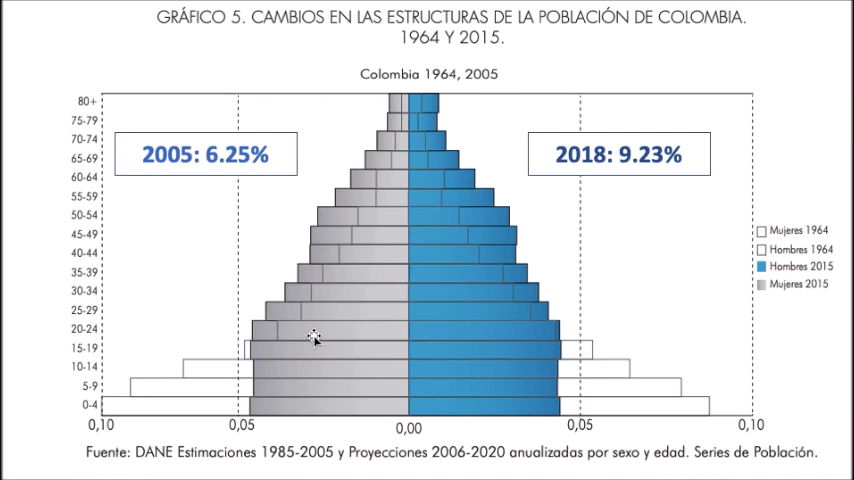 GRÁFICO 5. CAMBIOS EN LAS ESTRUCTURAS DE LA POBLACIÓN DE COLOMBIA.
1964 Y 2015.
Colombia 1964, 2005
80+
75-79
70-74
65-69
60-64
55-59
50-54
45-49
40-44
35-39
30-34
25-29
20-24
15-19
10-14
5-9
0-4
2005: 6.25%
2018: 9.23%
Mujeres 1964
Hombres 1964
Hombres 2015
Mujeres 2015
0,10 0,05 0,00 0,05 0,10
Fuente: DANE Estimaciones 1985-2005 y Proyecciones 2006-2020 anualizadas por sexo y edad. Series de Población.